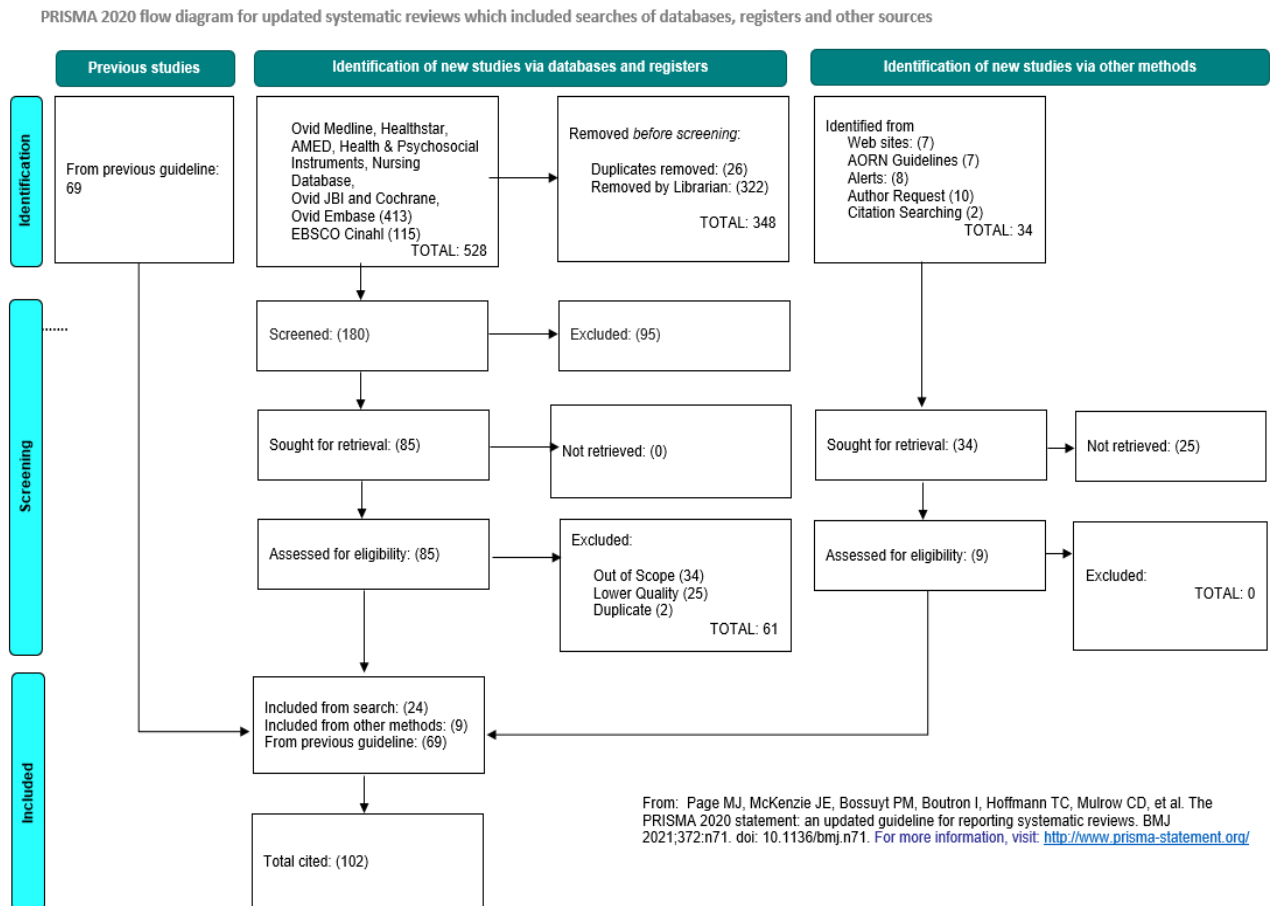 PRISMA 2020 flow diagram for updated systematic reviews which included searches of databases, registers and other sources
Previous studies
Identification of new studies via databases and registers
Identification of new studies via other methods
Identification
From previous guideline:
69
Ovid Medline, Healthstar,
AMED, Health & Psychosocial
Instruments, Nursing
Database,
Ovid JBI and Cochrane,
Ovid Embase (413)
EBSCO Cinahl (115)
TOTAL: 528
Removed before screening:
Duplicates removed: (26)
Removed by Librarian: (322)
TOTAL: 348
Identified from
Web sites: (7)
AORN Guidelines (7)
Alerts: (8)
Author Request (10)
Citation Searching (2)
TOTAL: 34
Screening
.......
Screened: (180)
Excluded: (95)
Sought for retrieval: (85)
Not retrieved: (0)
Sought for retrieval: (34)
Not retrieved: (25)
Assessed for eligibility: (85)
Excluded:
Out of Scope (34)
Lower Quality (25)
Duplicate (2)
TOTAL: 61
Assessed for eligibility: (9)
Excluded:
TOTAL: 0
Included
Included from search: (24)
Included from other methods: (9)
From previous guideline: (69)
Total cited: (102)
From: Page MJ, McKenzie JE, Bossuyt PM, Boutron I, Hoffmann TC, Mulrow CD, et al. The
PRISMA 2020 statement: an updated guideline for reporting systematic reviews. BMJ
2021;372:n71. doi: 10.1136/bmj.n71. For more information, visit: http://www.prisma-statement.org/